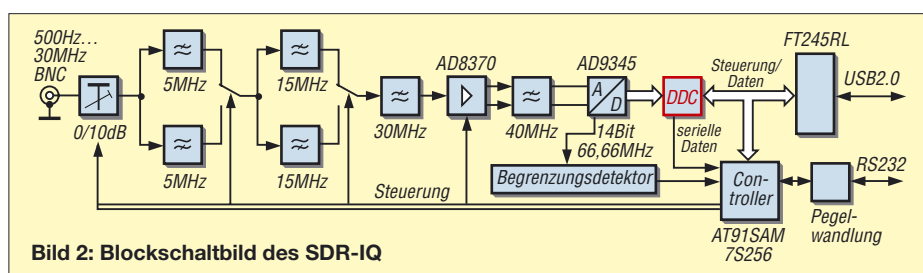 500Hz...
30MHz
BNC
0/10dB
5MHz
5MHz
15MHz
15MHz
30MHz
AD8370
40MHz
AD9345
A
D
14Bit
66,66MHz
DDC
serielle
Daten
Steuerung/
Daten
FT245RL
USB2.0
Begrenzungsdetektor
Steuerung
Con-
troller
AT91SAM
7S256
Pegel-
wandlung
RS232
Bild 2: Blockschaltbild des SDR-IQ